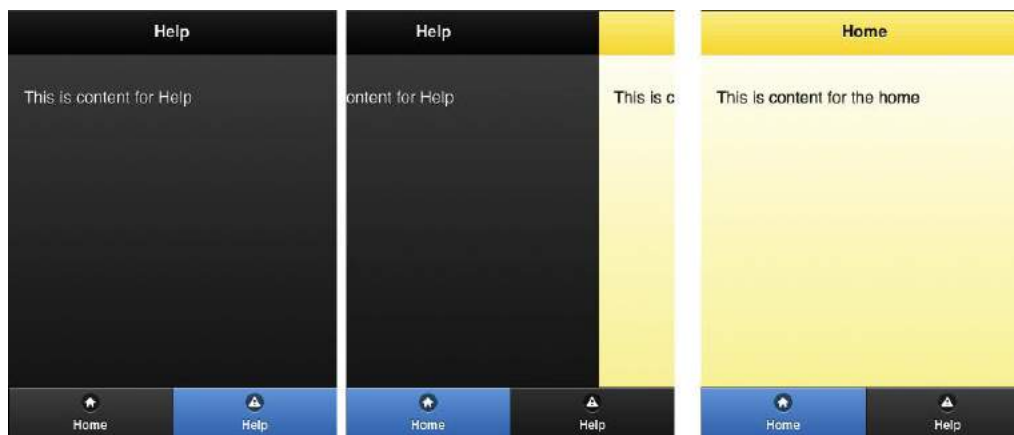 Help
This is content for Help
Home
Help
Help
ontent for Help
This is c
Home
Help
Home
This is content for the home
Home
Help